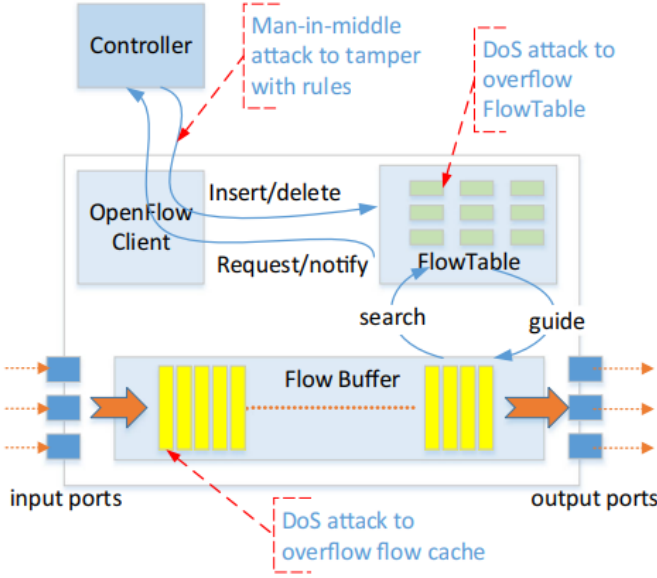 Controller
Man-in-middle
attack to tamper
with rules
DoS attack to
overflow
FlowTable
OpenFlow
Client
Insert/delete
Request/notify
FlowTable
search
guide
Flow Buffer
input ports
output ports
DoS attack to
overflow flow cache